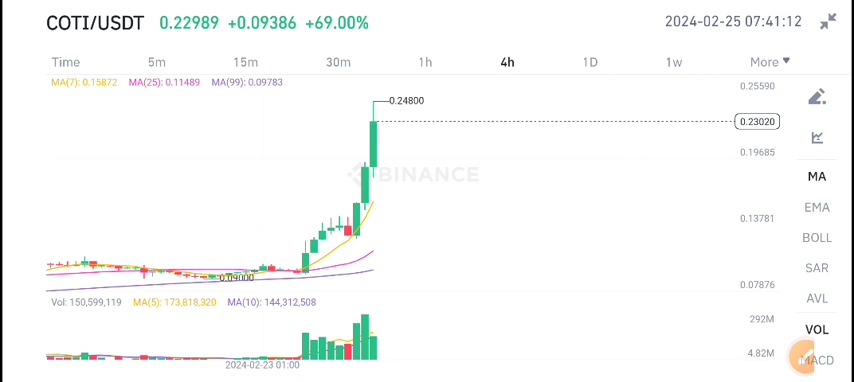 COTI/USDT 0.22989 +0.09386 +69.00% 2024-02-25 07:41:12
Time 5m 15m 30m 1h 4h 1D 1w More
MA(7): 0.15872 MA(25): 0.11489 MA(99): 0.09783
0.25590
0.24800
0.23020
0.19685
BINANCE
0.13781
0.09000
0.07876
MA
EMA
BOLL
SAR
AVL
VOL
MACD
Vol: 150,599,119 MA(5): 173,818,320 MA(10): 144,312,508
292M
4.82M
2024-02-23 01:00